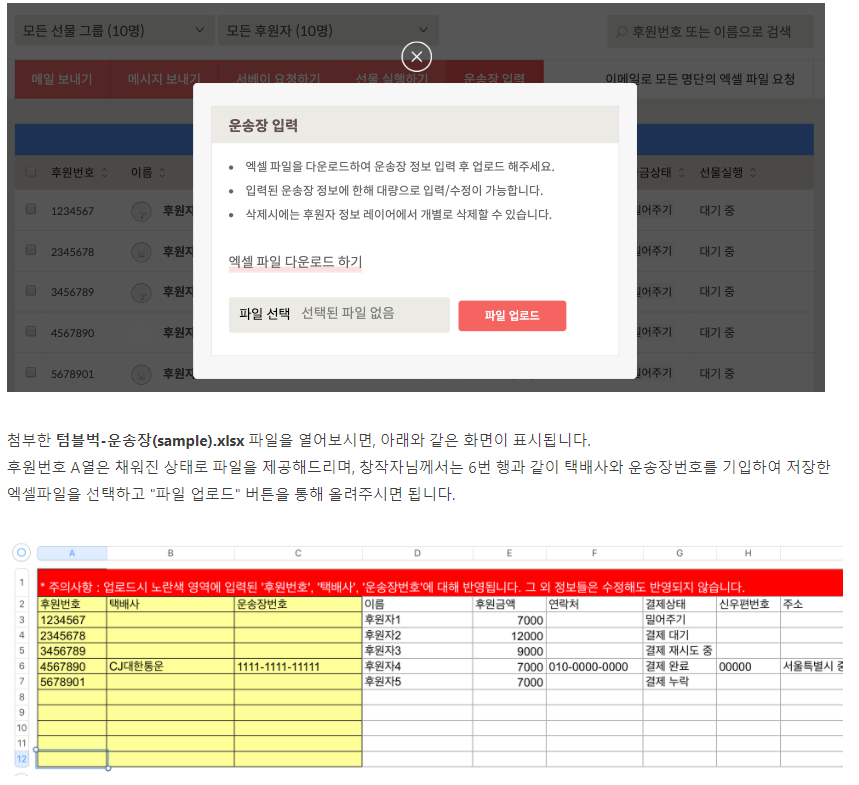 모든 선물 그룹 (10명) 모든 후원자 (10명) 후원번호 또는 이름으로 검색
메일 보내기 메시지 보내기 서베이 요청하기 선물 실행하기 운송장 입력 이메일로 모든 명단의 엑셀 파일 요청
후원번호 이름 금상태 선물실행
1234567 후원자 밀어주기 대기 중
2345678 후원자 밀어주기 대기 중
3456789 후원자 밀어주기 대기 중
4567890 후원자 밀어주기 대기 중
5678901 후원자 밀어주기 대기 중
운송장 입력
• 엑셀 파일을 다운로드하여 운송장 정보 입력 후 업로드 해주세요.
• 입력된 운송장 정보에 한해 대량으로 입력/수정이 가능합니다.
• 삭제시에는 후원자 정보 레이어에서 개별로 삭제할 수 있습니다.
엑셀 파일 다운로드 하기
파일 선택 선택된 파일 없음 파일 업로드
첨부한 텀블벅-운송장(sample).xlsx 파일을 열어보시면, 아래와 같은 화면이 표시됩니다.
후원번호 A열은 채워진 상태로 파일을 제공해드리며, 창작자님께서는 6번 행과 같이 택배사와 운송장번호를 기입하여 저장한
엑셀파일을 선택하고 "파일 업로드" 버튼을 통해 올려주시면 됩니다.
A B C D E F G H
1 * 주의사항 : 업로드시 노란색 영역에 입력된 '후원번호', '택배사', '운송장번호'에 대해 반영됩니다. 그 외 정보들은 수정해도 반영되지 않습니다.
2 후원번호 택배사 운송장번호 이름 후원금액 연락처 결제상태 신우편번호 주소
3 1234567 후원자1 7000 밀어주기
4 2345678 후원자2 12000 결제 대기
5 3456789 후원자3 9000 결제 재시도 중
6 4567890 CJ대한통운 1111-1111-11111 후원자4 7000 010-0000-0000 결제 완료 00000 서울특별시 중
7 5678901 후원자5 7000 결제 누락
8
9
10
11
12